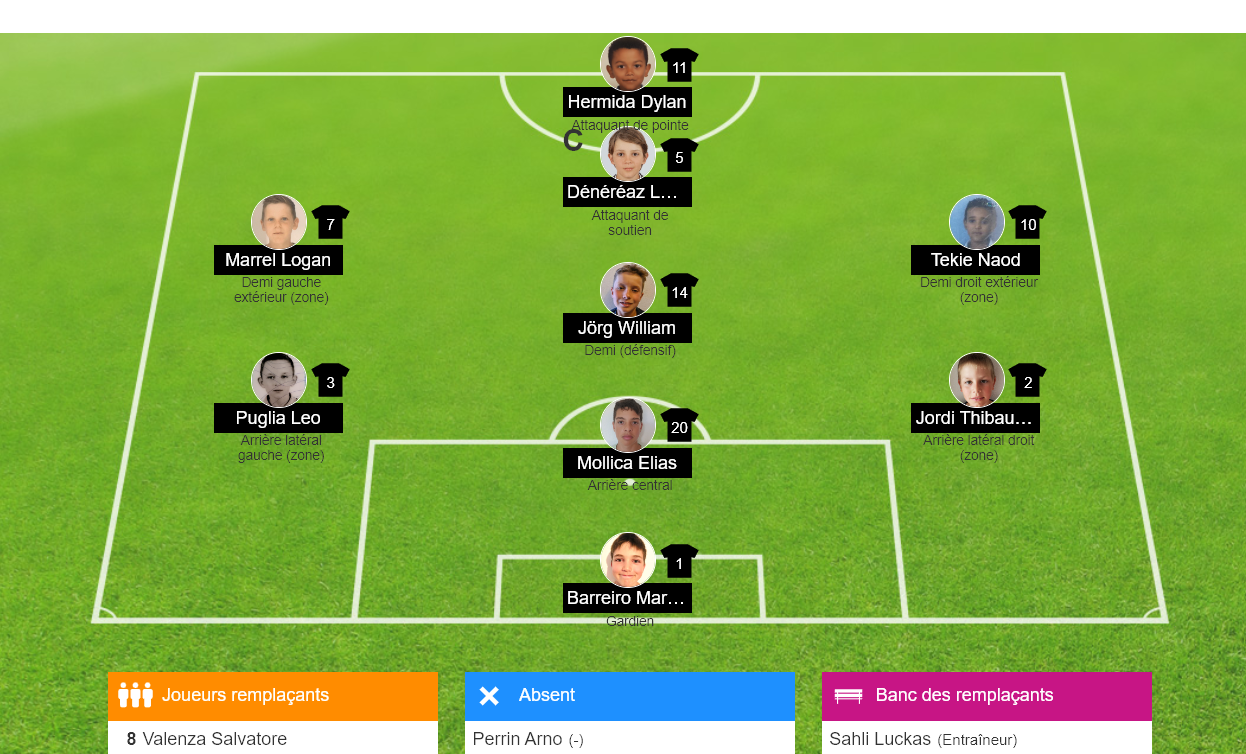 11
Hermida Dylan
Attaquant de pointe
C
5
Dénéréaz L...
Attaquant de
soutien
7
Marrel Logan
Demi gauche
extérieur (zone)
10
Tekie Naod
Demi droit extérieur
(zone)
14
Jörg William
Demi (défensif)
3
Puglia Leo
Arrière latéral
gauche (zone)
2
Jordi Thibau...
Arrière latéral droit
(zone)
20
Mollica Elias
Arrière central
1
Barreiro Mar...
Gardien
Joueurs remplaçants
8 Valenza Salvatore
Absent
Perrin Arno (-)
Banc des remplaçants
Sahli Luckas (Entraîneur)